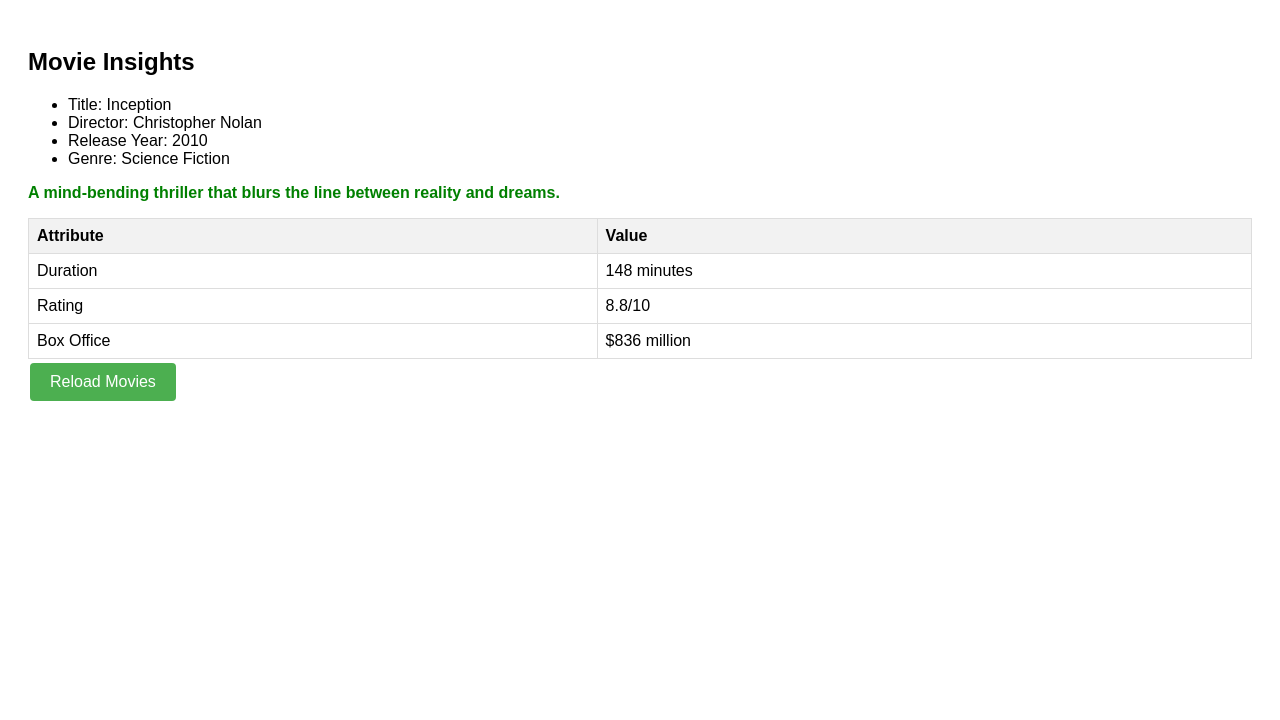 Movie Insights
Title: Inception
Director: Christopher Nolan
Release Year: 2010
Genre: Science Fiction
A mind-bending thriller that blurs the line between reality and dreams.
Attribute Value
Duration 148 minutes
Rating 8.8/10
Box Office $836 million
Reload Movies